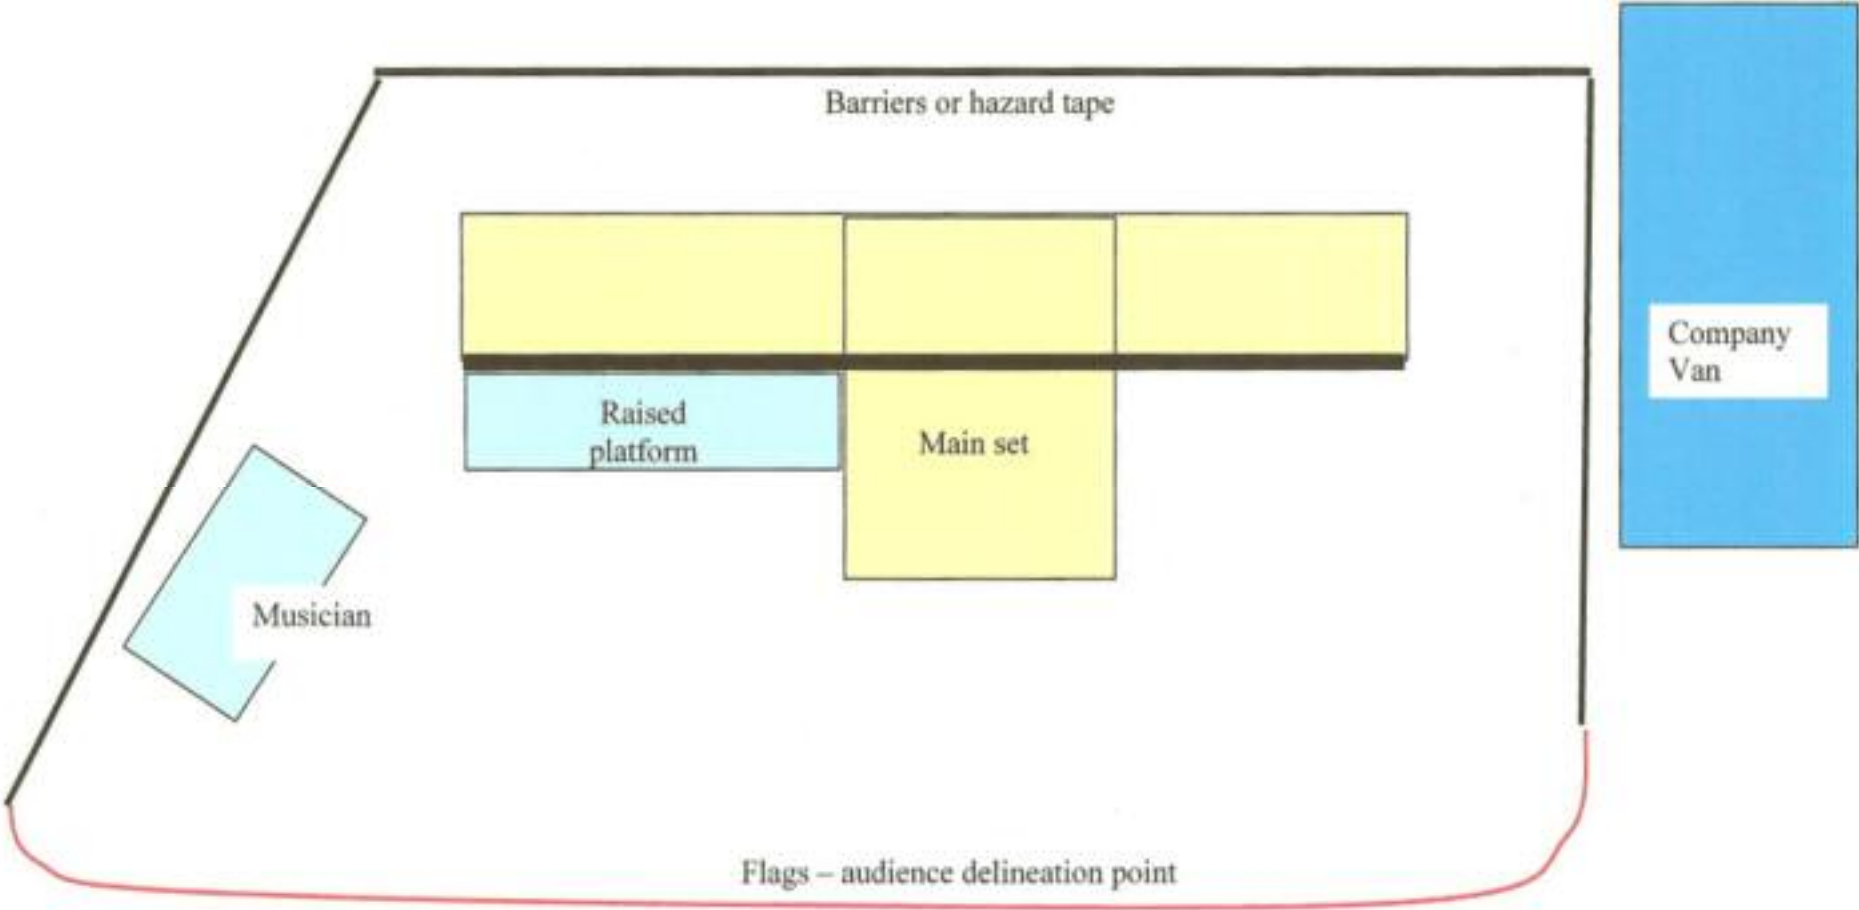 Barriers or hazard tape
Company
Van
Raised
platform
Main set
Musician
Flags – audience delineation point